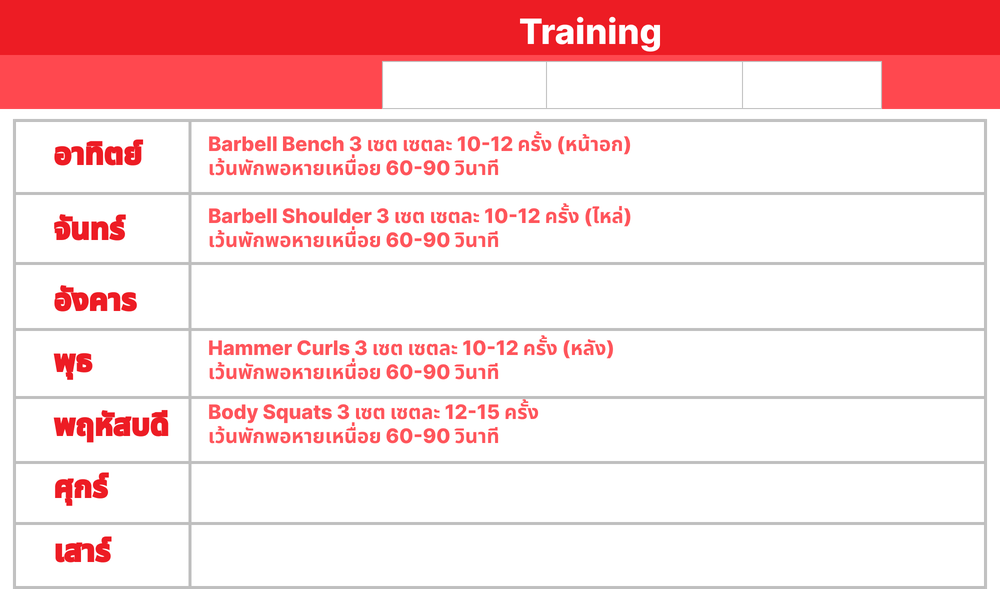 Training
อาทิตย์
Barbell Bench 3 เซต เซตละ 10-12 ครั้ง (หน้าอก)
เว้นพักพอหายเหนื่อย 60-90 วินาที
จันทร์
Barbell Shoulder 3 เซต เซตละ 10-12 ครั้ง (ไหล่)
เว้นพักพอหายเหนื่อย 60-90 วินาที
อังคาร
พุธ
Hammer Curls 3 เซต เซตละ 10-12 ครั้ง (หลัง)
เว้นพักพอหายเหนื่อย 60-90 วินาที
พฤหัสบดี
Body Squats 3 เซต เซตละ 12-15 ครั้ง
เว้นพักพอหายเหนื่อย 60-90 วินาที
ศุกร์
เสาร์